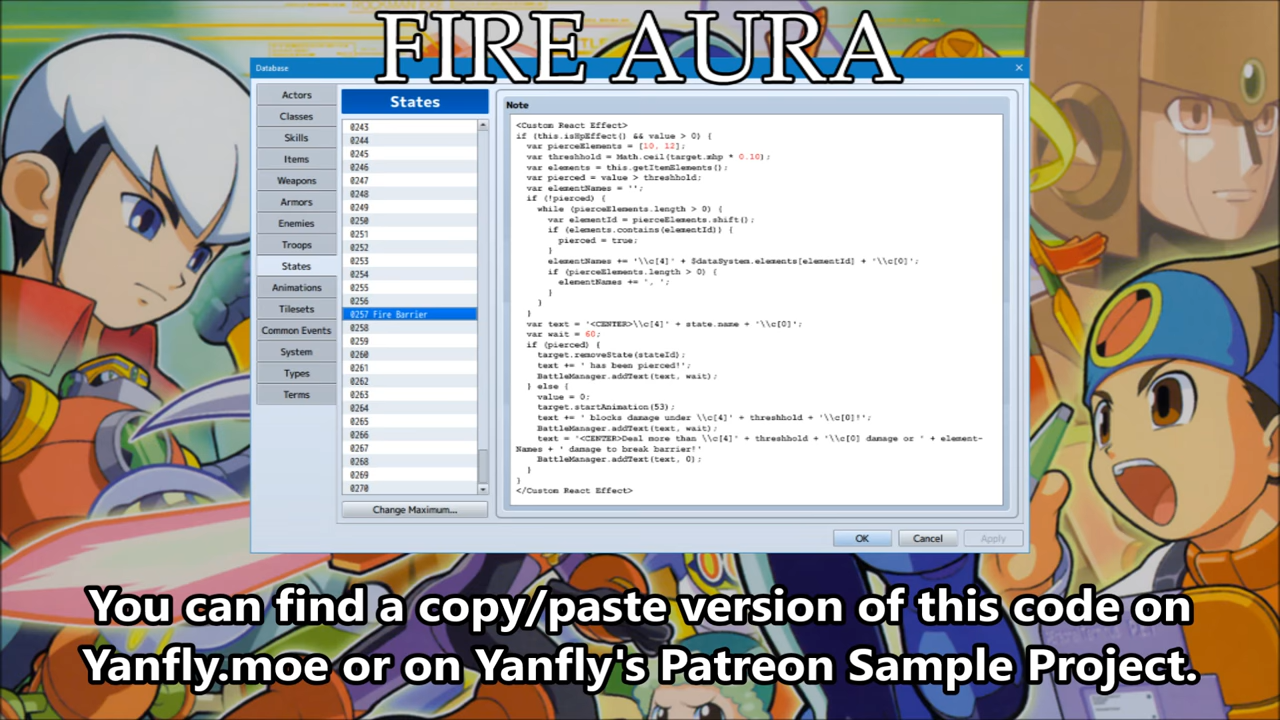 FIRE AURA
Database
Actors
Classes
Skills
Items
Weapons
Armors
Enemies
Troops
States
Animations
Tilesets
Common Events
System
Types
Terms
States
0243
0244
0245
0246
0247
0248
0249
0250
0251
0252
0253
0254
0255
0256
0257 Fire Barrier
0258
0259
0260
0261
0262
0263
0264
0265
0266
0267
0268
0269
0270
Change Maximum...
Note
<Custom React Effect>
if (this.isHpEffect() && value > 0) {
  var pierceElements = [10, 12];
  var threshhold = Math.ceil(target.mhp * 0.10);
  var elements = this.getItemElements();
  var pierced = value > threshhold;
  var elementNames = '';
  if (!pierced) {
    while (pierceElements.length > 0) {
      var elementId = pierceElements.shift();
      if (elements.contains(elementId)) {
        pierced = true;
      }
      elementNames += '\\c[4]' + $dataSystem.elements[elementId] + '\\c[0]';
      if (pierceElements.length > 0) {
        elementNames += ', ';
      }
    }
  }
  var text = '<CENTER>\\c[4]' + state.name + '\\c[0]';
  var wait = 60;
  if (pierced) {
    target.removeState(stateId);
    text += ' has been pierced!';
    BattleManager.addText(text, wait);
  } else {
    value = 0;
    target.startAnimation(53);
    text += ' blocks damage under \\c[4]' + threshhold + '\\c[0]!';
    BattleManager.addText(text, wait);
    text = '<CENTER>Deal more than \\c[4]' + threshhold + '\\c[0] damage or ' + element-
Names + ' damage to break barrier!'
    BattleManager.addText(text, 0);
  }
}
</Custom React Effect>
OK
Cancel
Apply
You can find a copy/paste version of this code on
Yanfly.moe or on Yanfly's Patreon Sample Project.